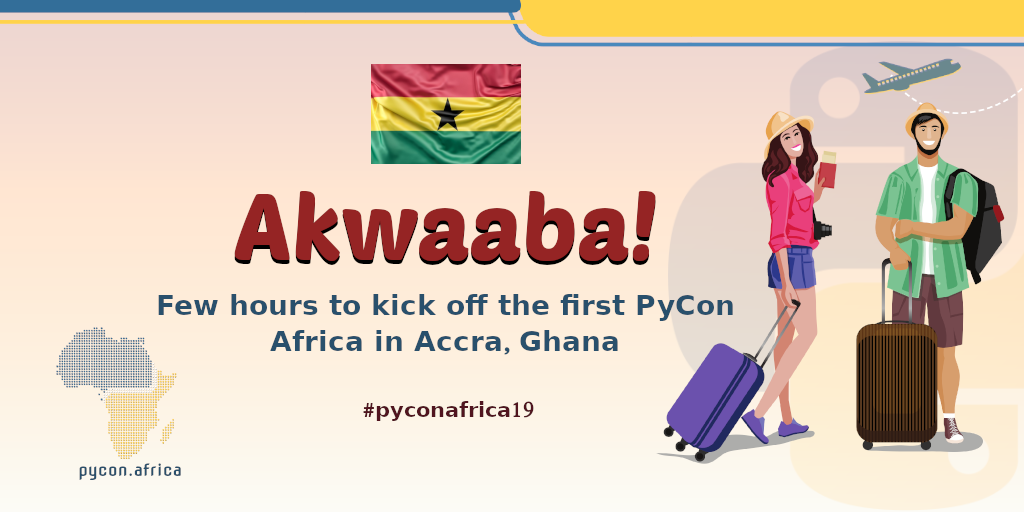 Akwaaba!
Few hours to kick off the first PyCon
Africa in Accra, Ghana
#pyconafrica19
pycon.africa